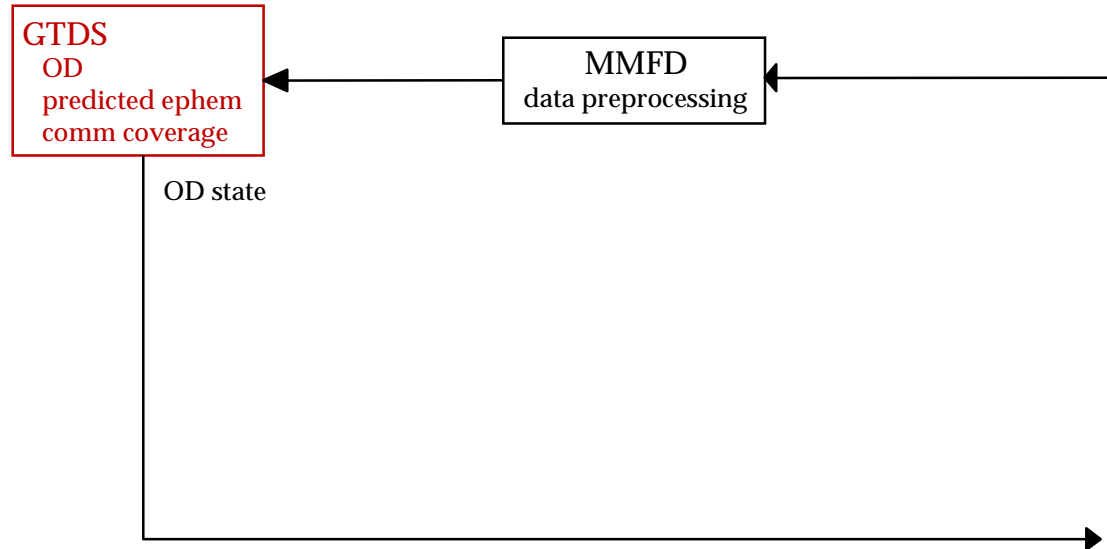 GTDS
OD
predicted ephem
comm coverage
MMFD
data preprocessing
OD state